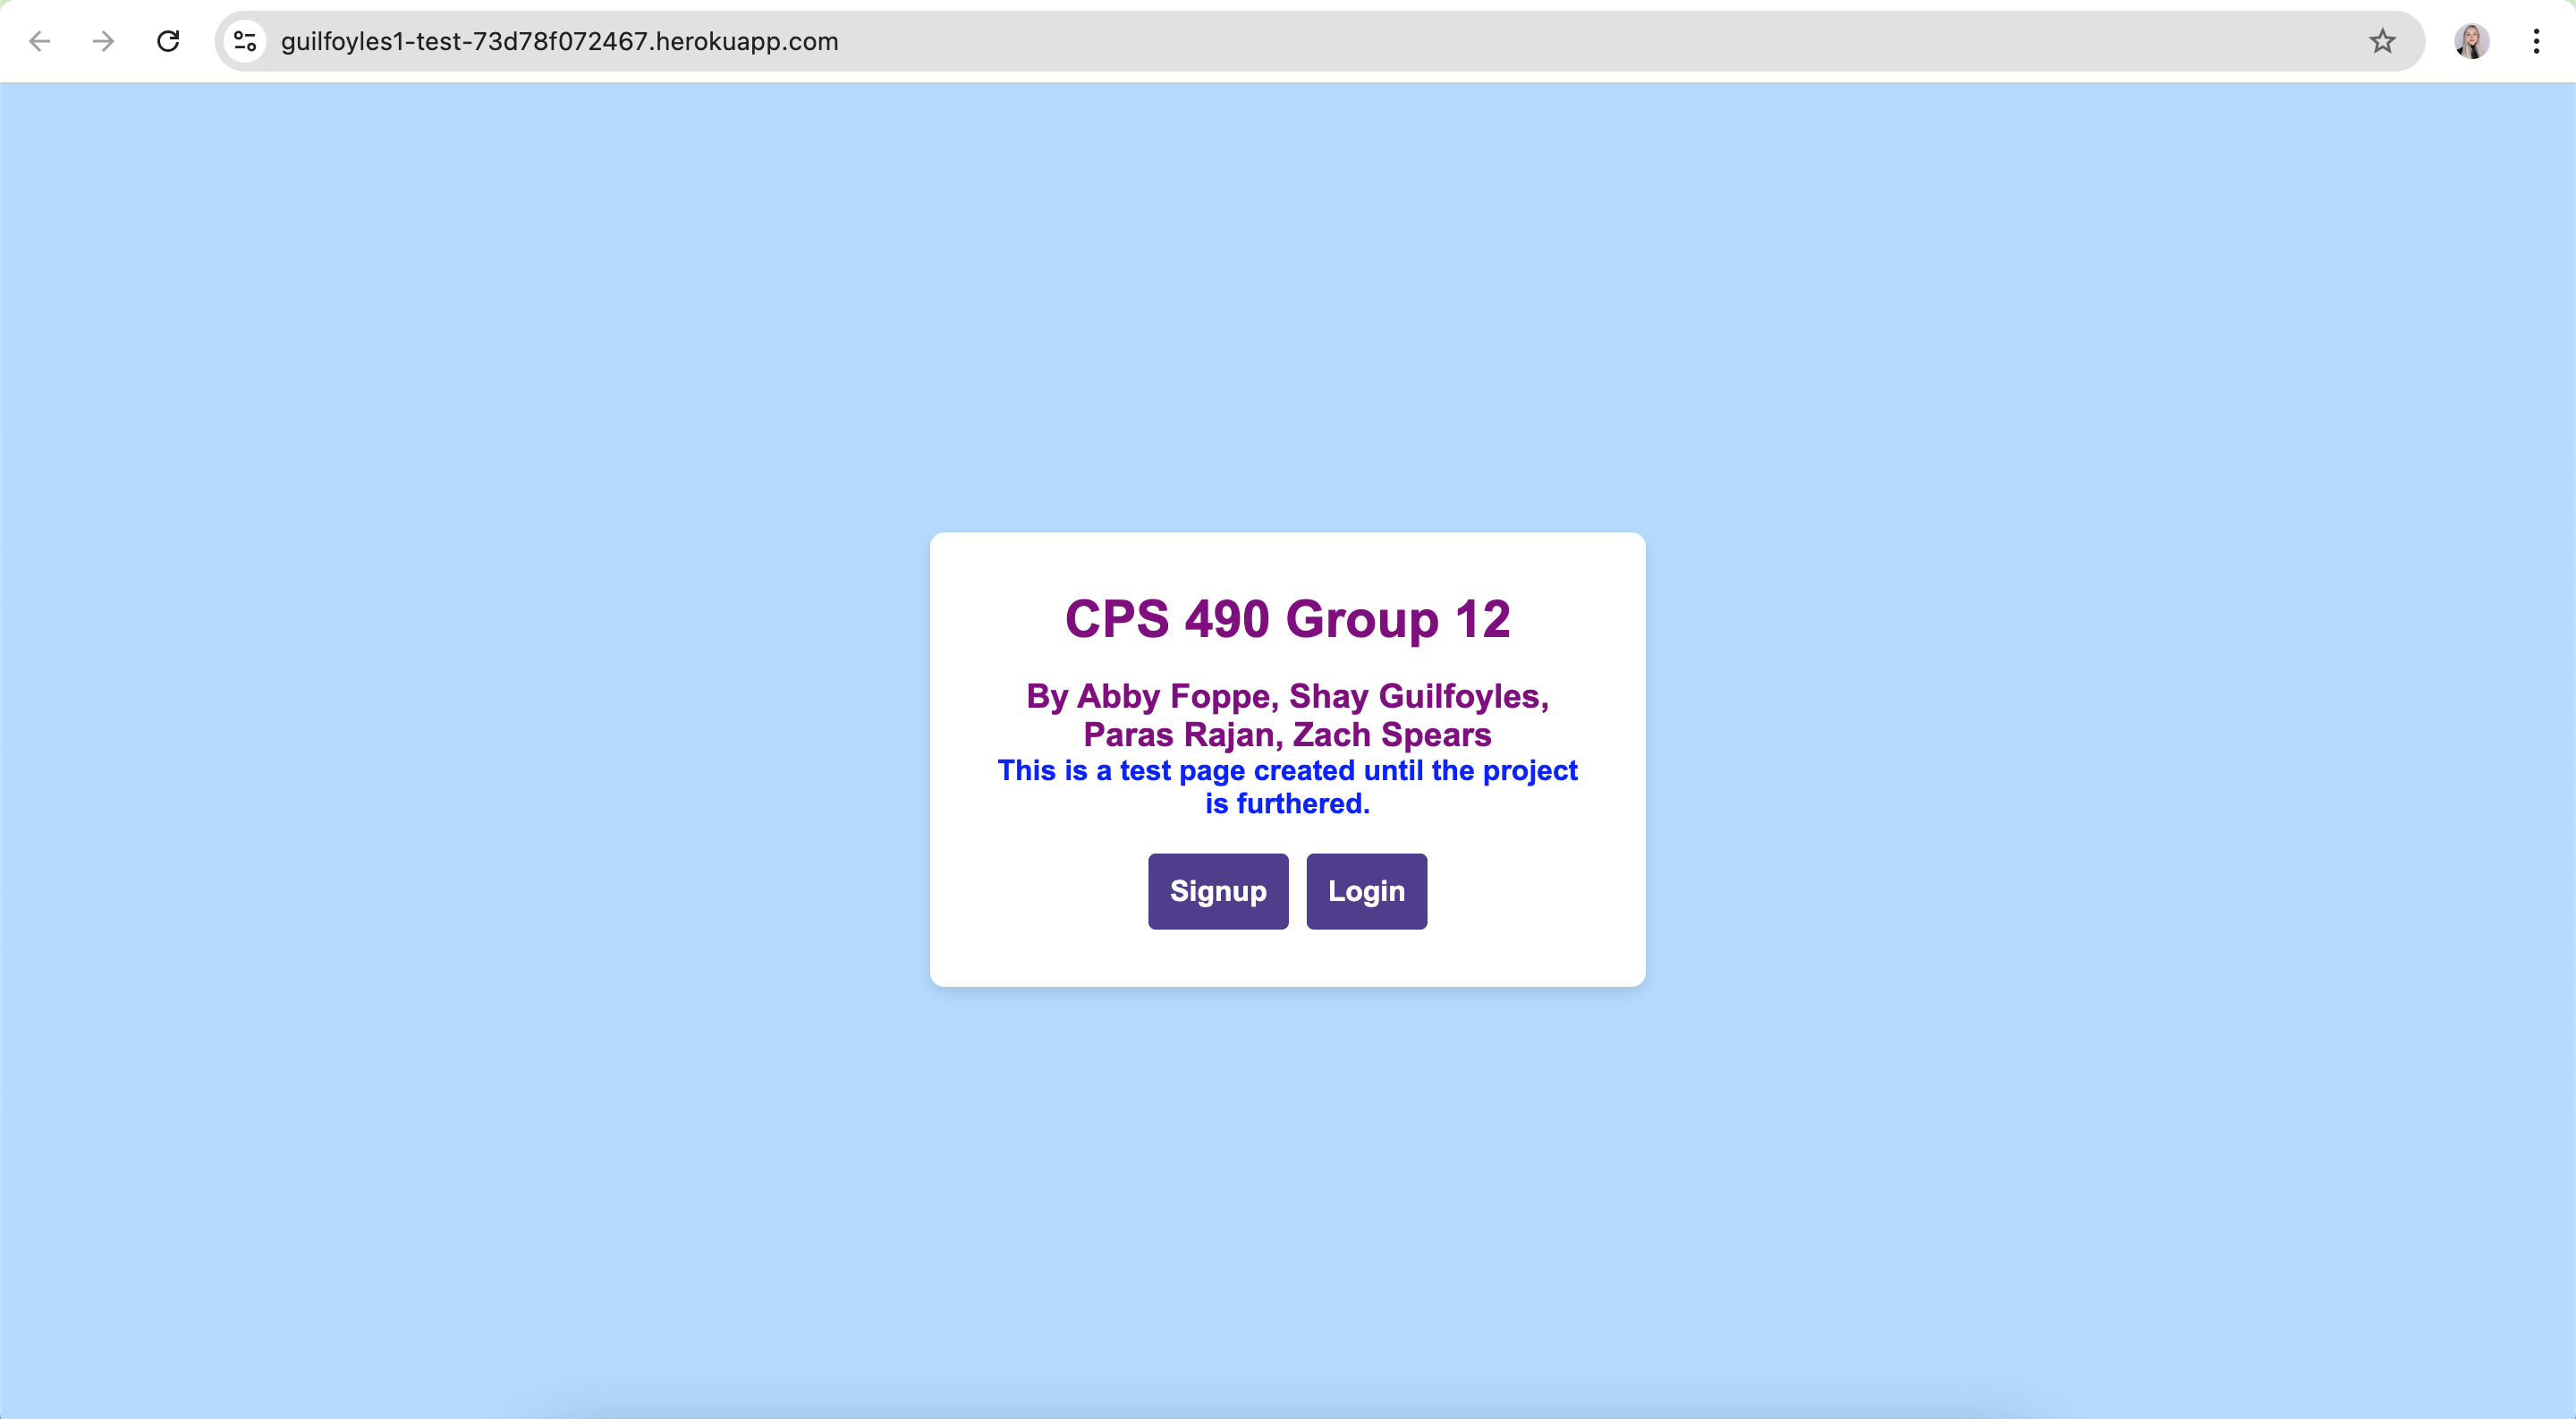 guilfoyles1-test-73d78f072467.herokuapp.com
CPS 490 Group 12
By Abby Foppe, Shay Guilfoyles,
Paras Rajan, Zach Spears
This is a test page created until the project
is furthered.
Signup Login